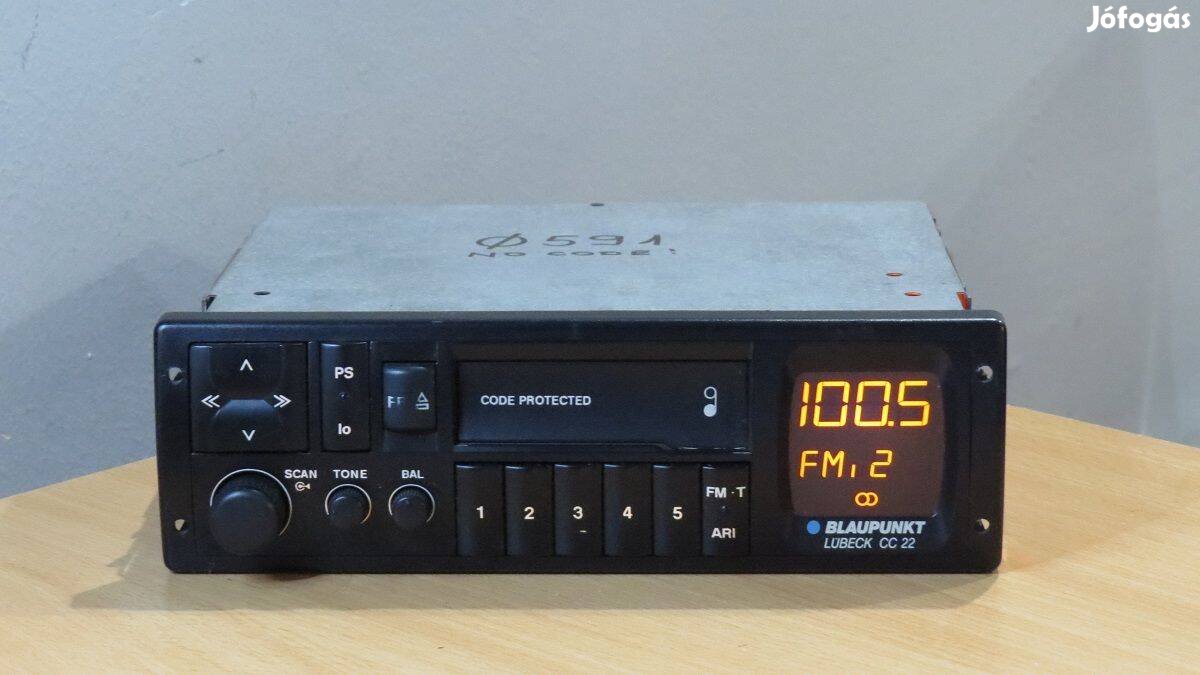 Jófogás
Ø591
NO CODE!
PS
lo
CODE PROTECTED
SCAN
TONE
BAL
1
2
3
4
5
FM·T
ARI
100.5
FM 2
BLAUPUNKT
LÜBECK CC 22